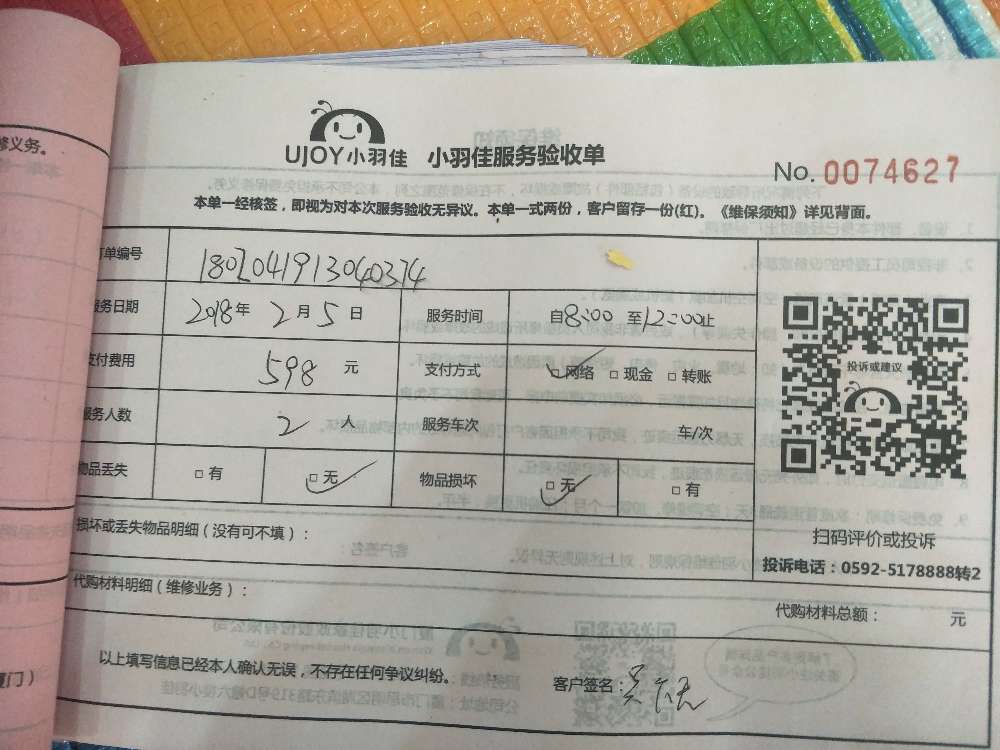 修义务。
UJOY小羽佳 小羽佳服务验收单
No. 0074627
本单一经核签，即视为对本次服务验收无异议。本单一式两份，客户留存一份(红)。《维保须知》详见背面。
订单编号 1802041913040374
服务日期 2018年 2月 5日 服务时间 自8:00 至12:00止
支付费用 598 元 支付方式 □网络 □现金 □转账
服务人数 2 人 服务车次 车/次
物品丢失 □有 □无 物品损坏 □无 □有
投诉或建议
扫码评价或投诉
投诉电话：0592-5178888转2
损坏或丢失物品明细（没有可不填）：
代购材料明细（维修业务）：
代购材料总额： 元
以上填写信息已经本人确认无误，不存在任何争议纠纷。
客户签名：
厦门）